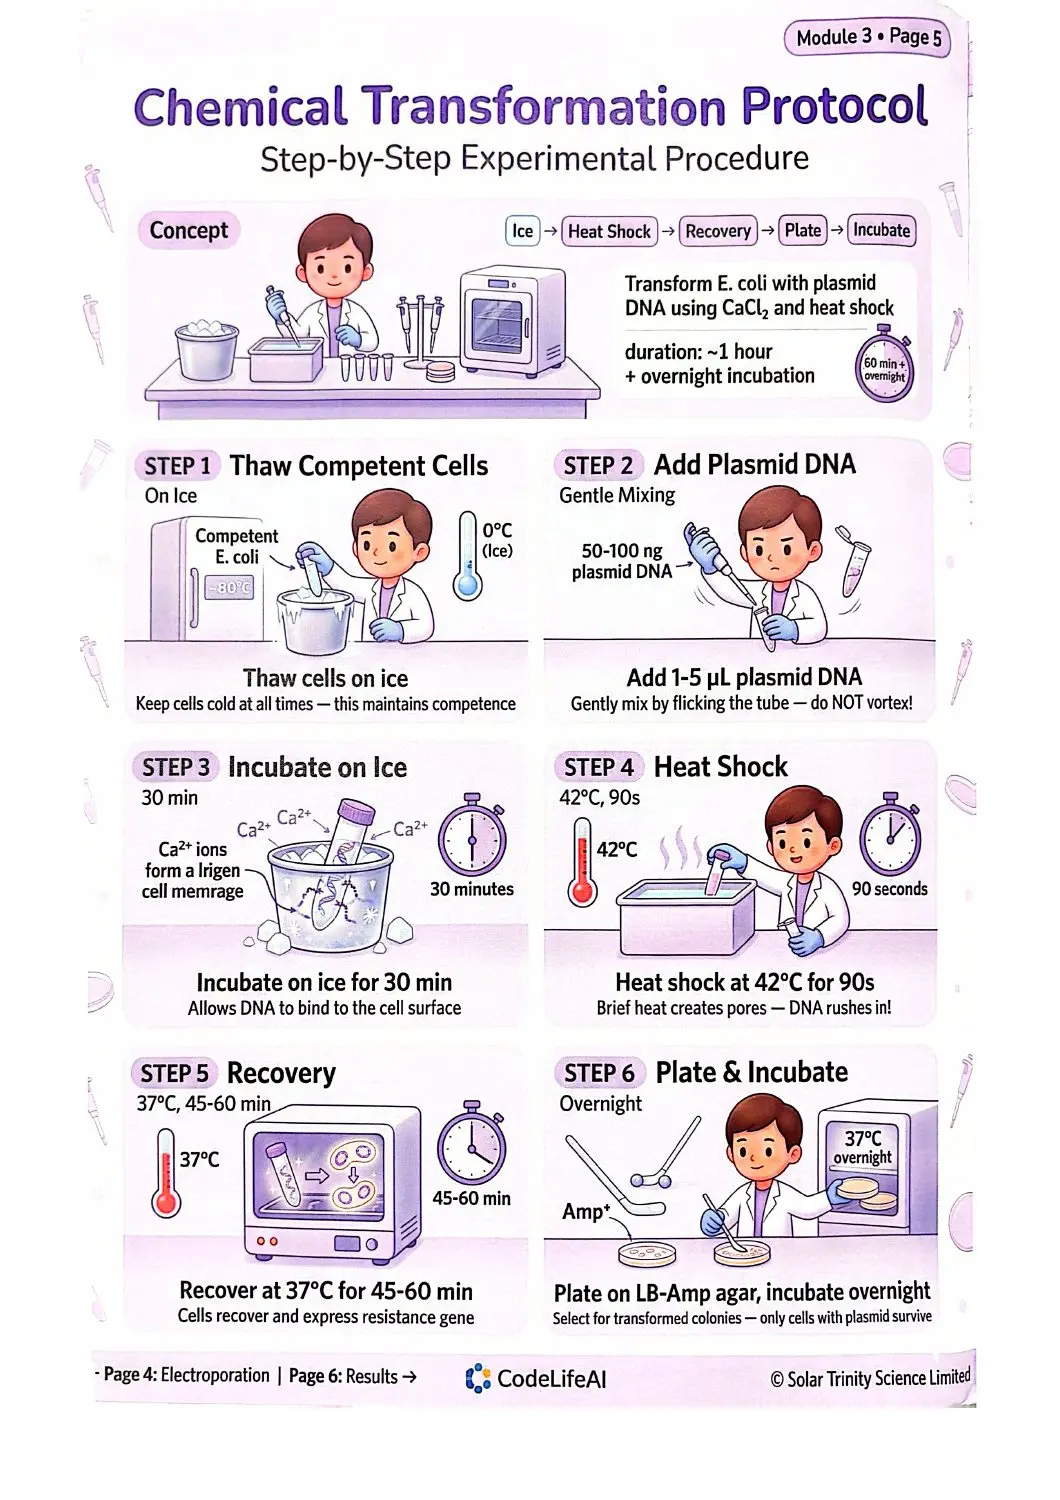 Module 3 • Page 5
Chemical Transformation Protocol
Step-by-Step Experimental Procedure
Concept
Ice → Heat Shock → Recovery → Plate → Incubate
Transform E. coli with plasmid
DNA using CaCl₂ and heat shock
duration: ~1 hour
+ overnight incubation
60 min +
overnight
STEP 1 Thaw Competent Cells
On Ice
Competent
E. coli
-80°C
0°C
(Ice)
Thaw cells on ice
Keep cells cold at all times — this maintains competence
STEP 2 Add Plasmid DNA
Gentle Mixing
50-100 ng
plasmid DNA
Add 1-5 µL plasmid DNA
Gently mix by flicking the tube — do NOT vortex!
STEP 3 Incubate on Ice
30 min
Ca²⁺ Ca²⁺ Ca²⁺
Ca²⁺ ions
form a Irigen
cell memrage
30 minutes
Incubate on ice for 30 min
Allows DNA to bind to the cell surface
STEP 4 Heat Shock
42°C, 90s
42°C
90 seconds
Heat shock at 42°C for 90s
Brief heat creates pores — DNA rushes in!
STEP 5 Recovery
37°C, 45-60 min
37°C
45-60 min
Recover at 37°C for 45-60 min
Cells recover and express resistance gene
STEP 6 Plate & Incubate
Overnight
37°C
overnight
Amp⁺
Plate on LB-Amp agar, incubate overnight
Select for transformed colonies — only cells with plasmid survive
- Page 4: Electroporation | Page 6: Results →
CodeLifeAI
© Solar Trinity Science Limited